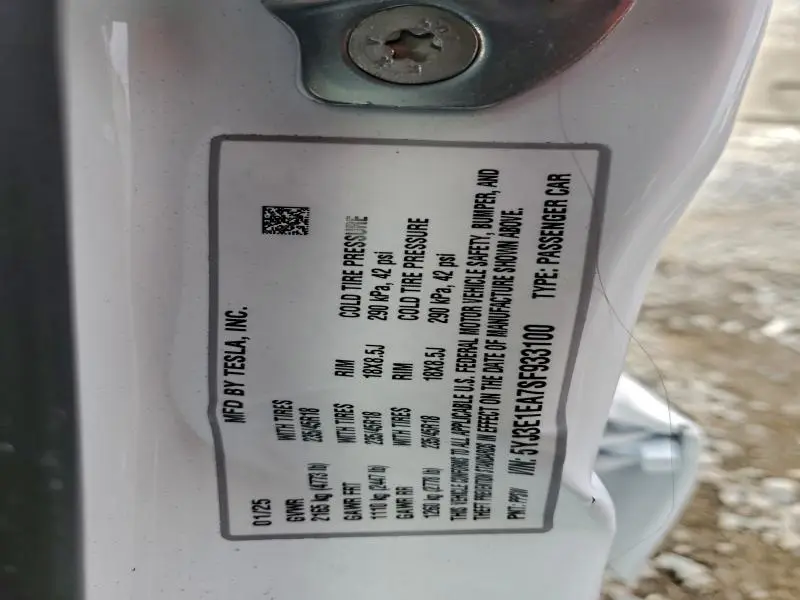 MFD BY TESLA, INC.
01/25
GVWR
2165 kg (4773 lb)
GAWR FRT WITH TIRES RIM COLD TIRE PRESSURE
1110 kg (2447 lb) 235/45R18 18X8.5J 290 kPa, 42 psi
GAWR RR WITH TIRES RIM COLD TIRE PRESSURE
1260 kg (2778 lb) 235/45R18 18X8.5J 290 kPa, 42 psi
THIS VEHICLE CONFORMS TO ALL APPLICABLE U.S. FEDERAL MOTOR VEHICLE SAFETY, BUMPER, AND
THEFT PREVENTION STANDARDS IN EFFECT ON THE DATE OF MANUFACTURE SHOWN ABOVE.
PNT: PPSW VIN: 5YJ3E1EA7SF933100 TYPE: PASSENGER CAR